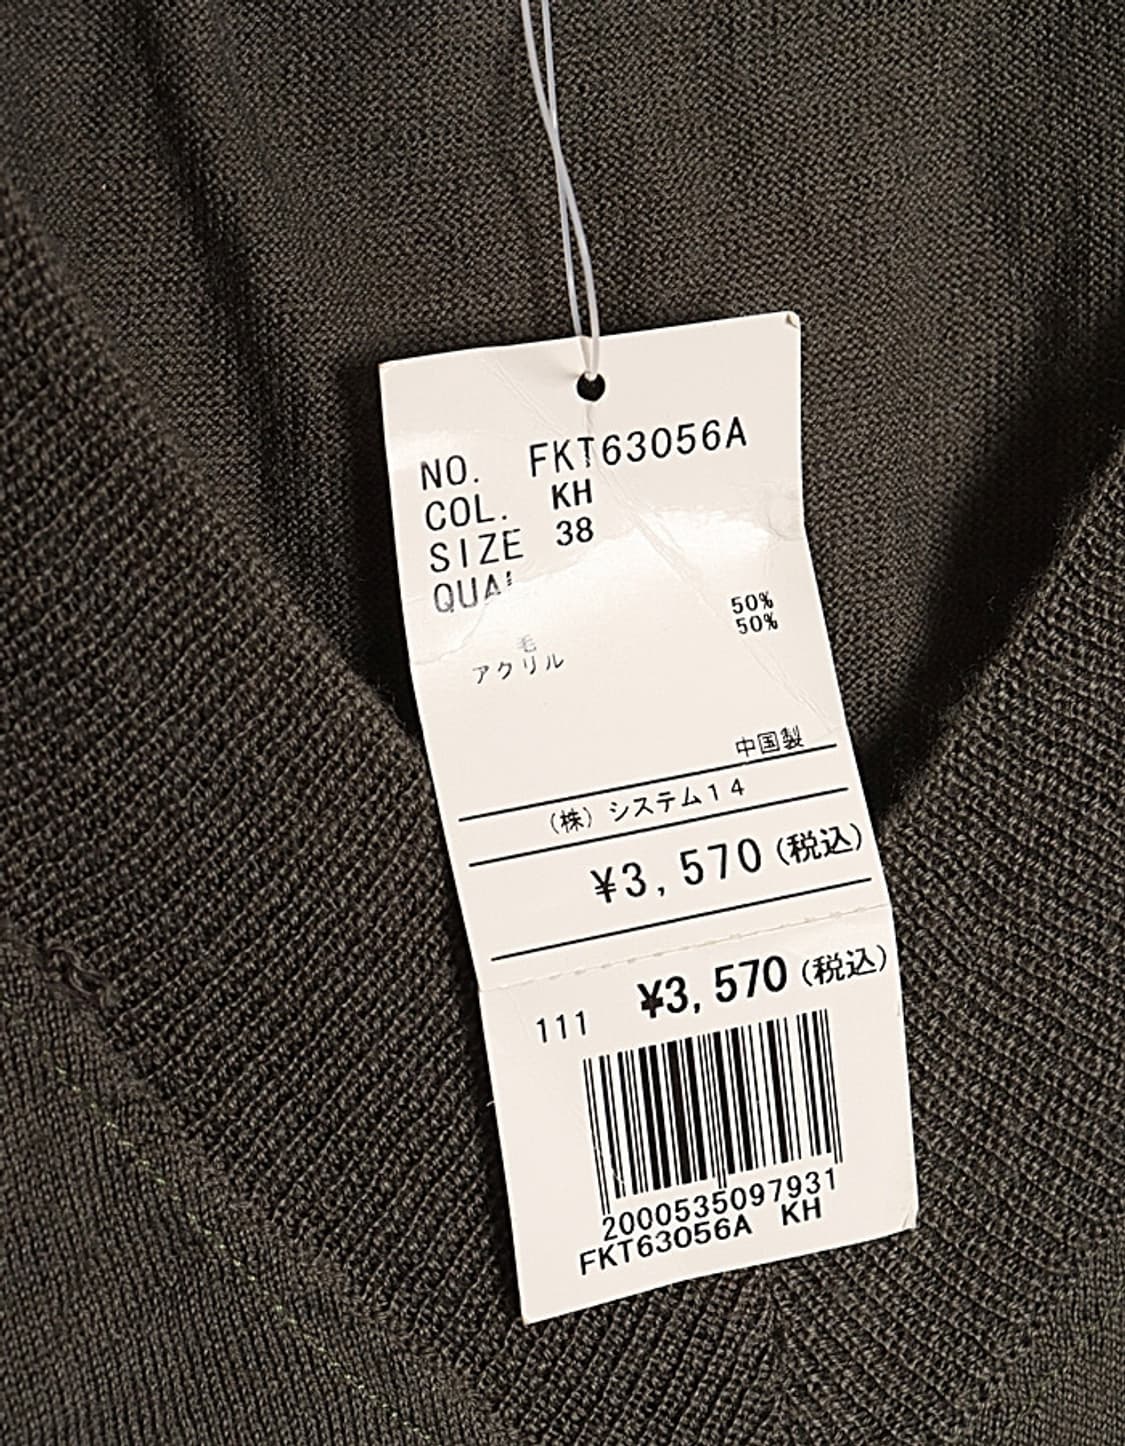 NO. FKT63056A
COL. KH
SIZE 38
毛 50%
アクリル 50%
中国製
(株) システム14
¥3,570 (税込)
¥3,570 (税込)
111
2000535097931
FKT63056A KH